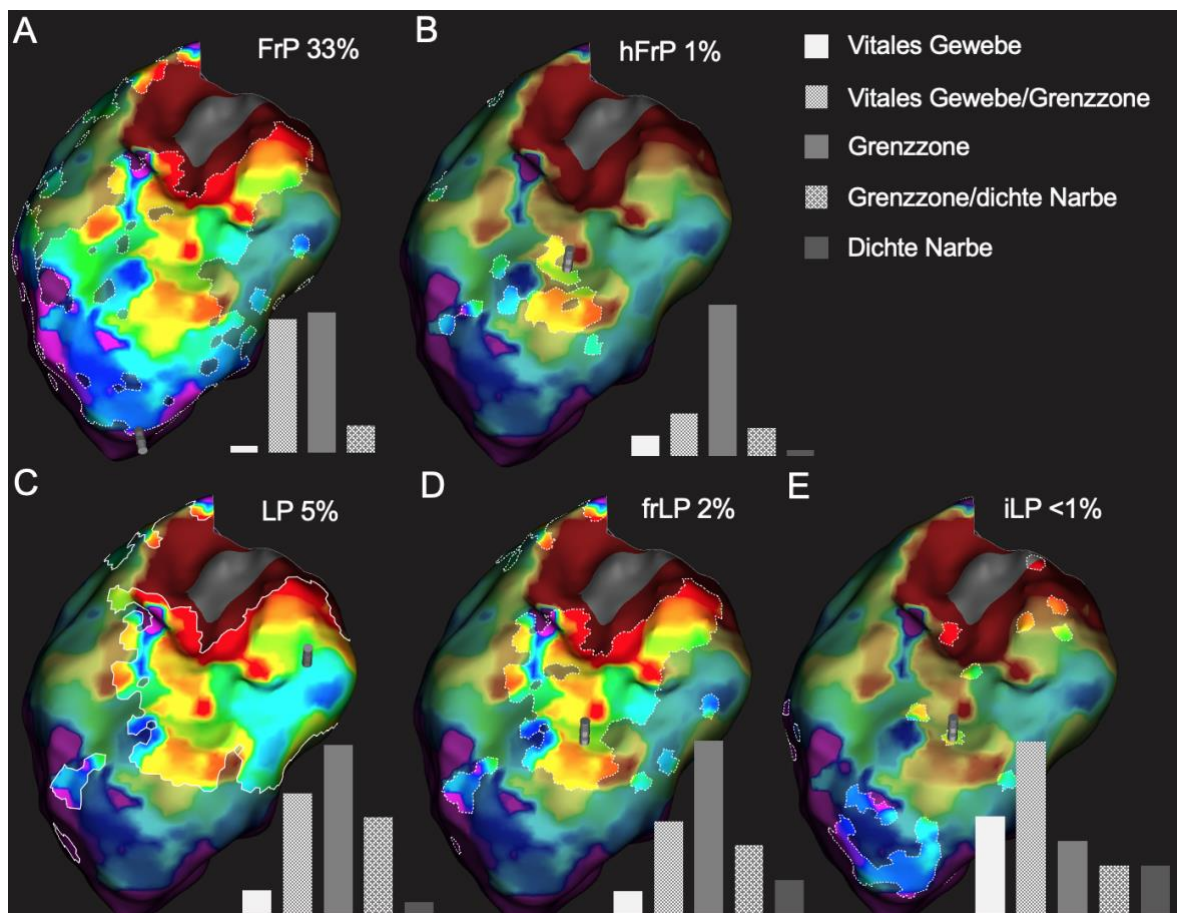 A
FrP 33%
B
hFrP 1%
Vitales Gewebe
Vitales Gewebe/Grenzzone
Grenzzone
Grenzzone/dichte Narbe
Dichte Narbe
C
LP 5%
D
frLP 2%
E
iLP <1%